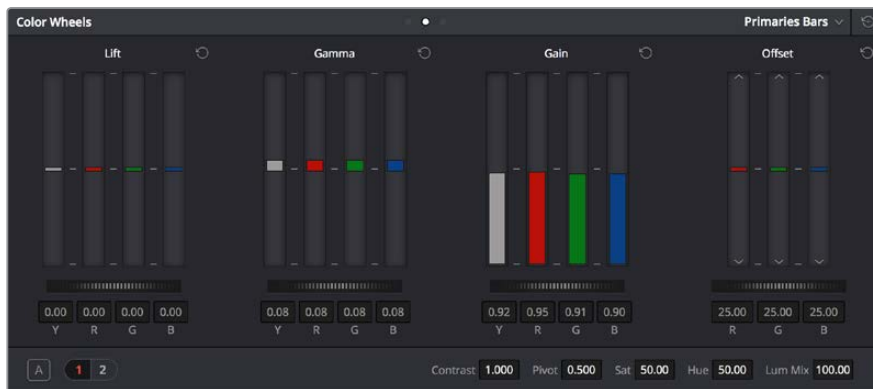 Color Wheels Primaries Bars
Lift Gamma Gain Offset
0.00 0.00 0.00 0.00 0.08 0.08 0.08 0.08 0.92 0.95 0.91 0.90 25.00 25.00 25.00
Y R G B Y R G B Y R G B R G B
A 1 2 Contrast 1.000 Pivot 0.500 Sat 50.00 Hue 50.00 Lum Mix 100.00